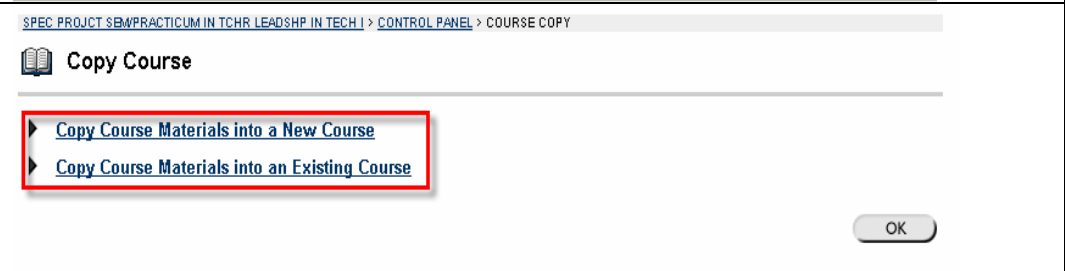 SPEC PROJCT SEM/PRACTICUM IN TCHR LEADSHP IN TECH I > CONTROL PANEL > COURSE COPY
Copy Course
Copy Course Materials into a New Course
Copy Course Materials into an Existing Course
OK